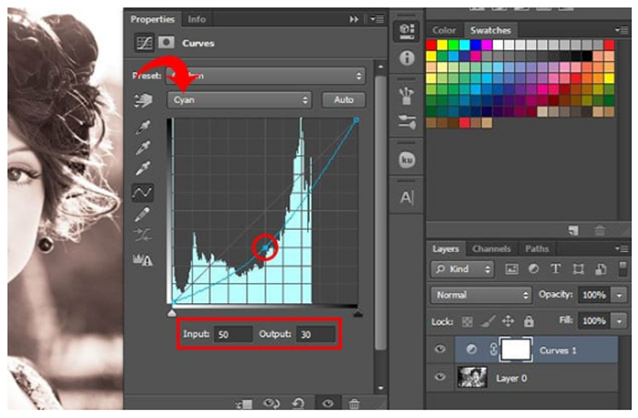 Properties Info
Curves
Preset:
Cyan
Auto
Input: 50 Output: 30
ku
A
Color Swatches
Layers Channels Paths
Kind
T
Normal
Opacity: 100%
Lock:
Fill: 100%
Curves 1
Layer 0